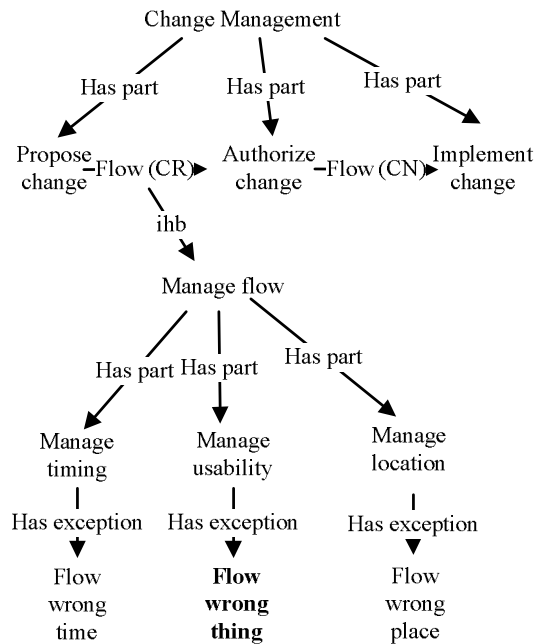 Change Management
Has part
Has part
Has part
Propose
change
Flow (CR)
Authorize
change
Flow (CN)
Implement
change
ihb
Manage flow
Has part
Has part
Has part
Manage
timing
Manage
usability
Manage
location
Has exception
Has exception
Has exception
Flow
wrong
time
Flow
wrong
thing
Flow
wrong
place